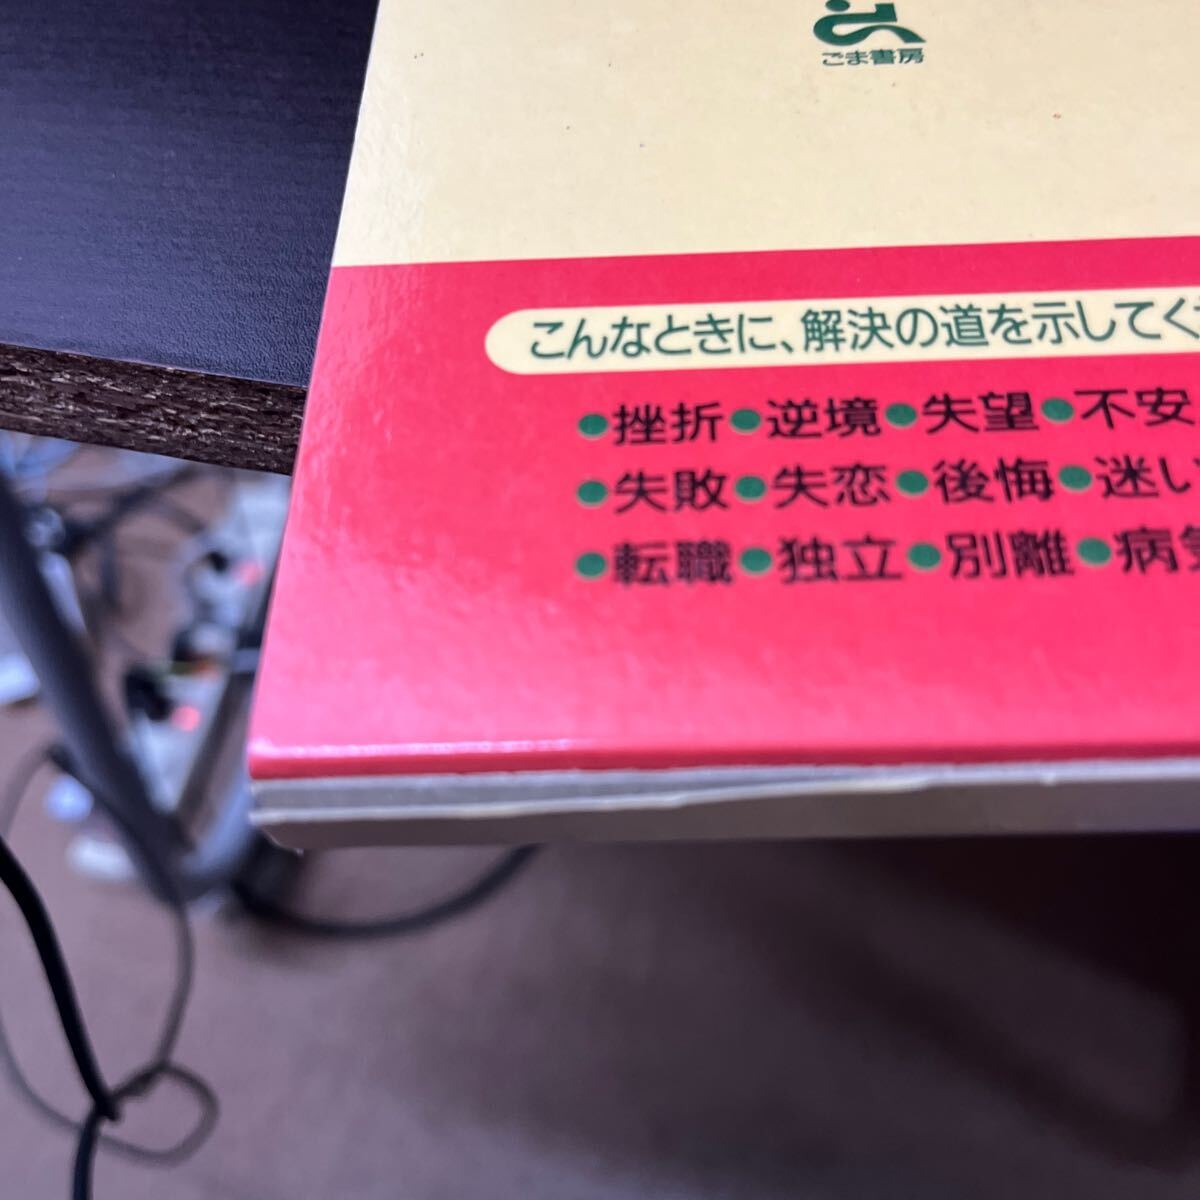 ごま書房
こんなときに、解決の道を示してく
●挫折●逆境●失望●不安
●失敗●失恋●後悔●迷い
●転職●独立●別離●病気